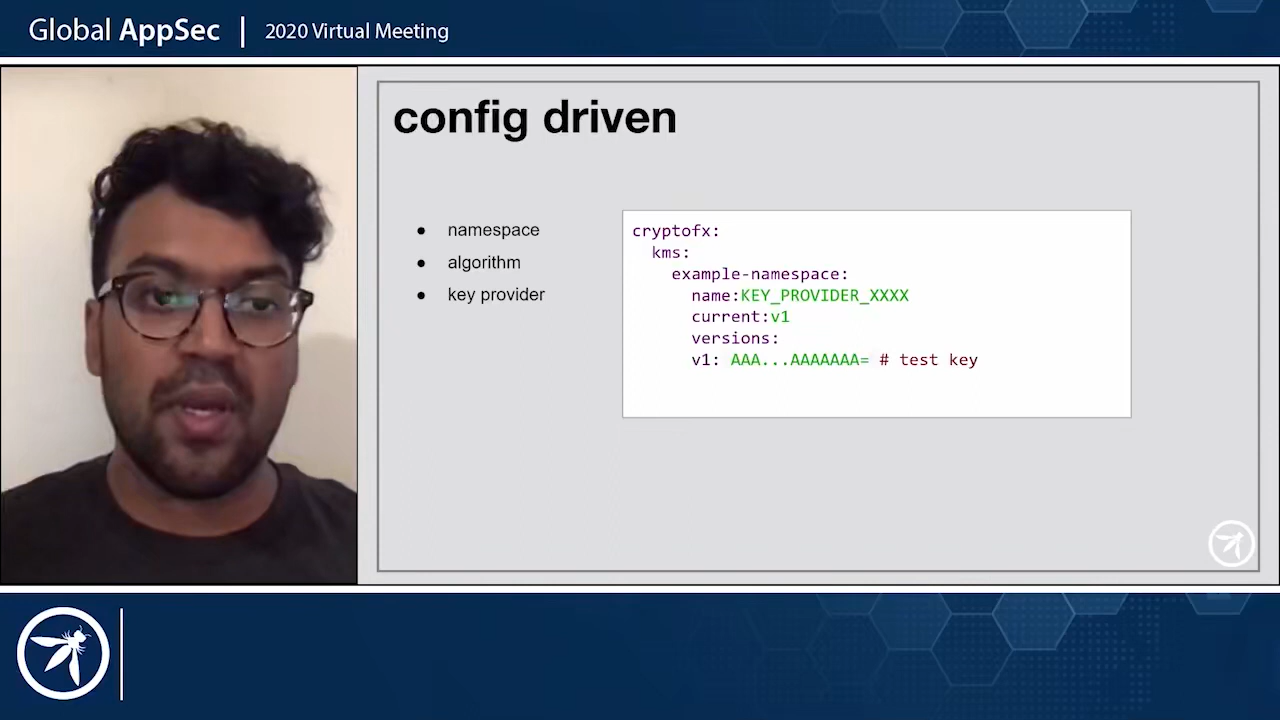 Global AppSec | 2020 Virtual Meeting
config driven
● namespace
● algorithm
● key provider
cryptofx:
kms:
example-namespace:
name:KEY_PROVIDER_XXXX
current:v1
versions:
v1: AAA...AAAAAAA= # test key